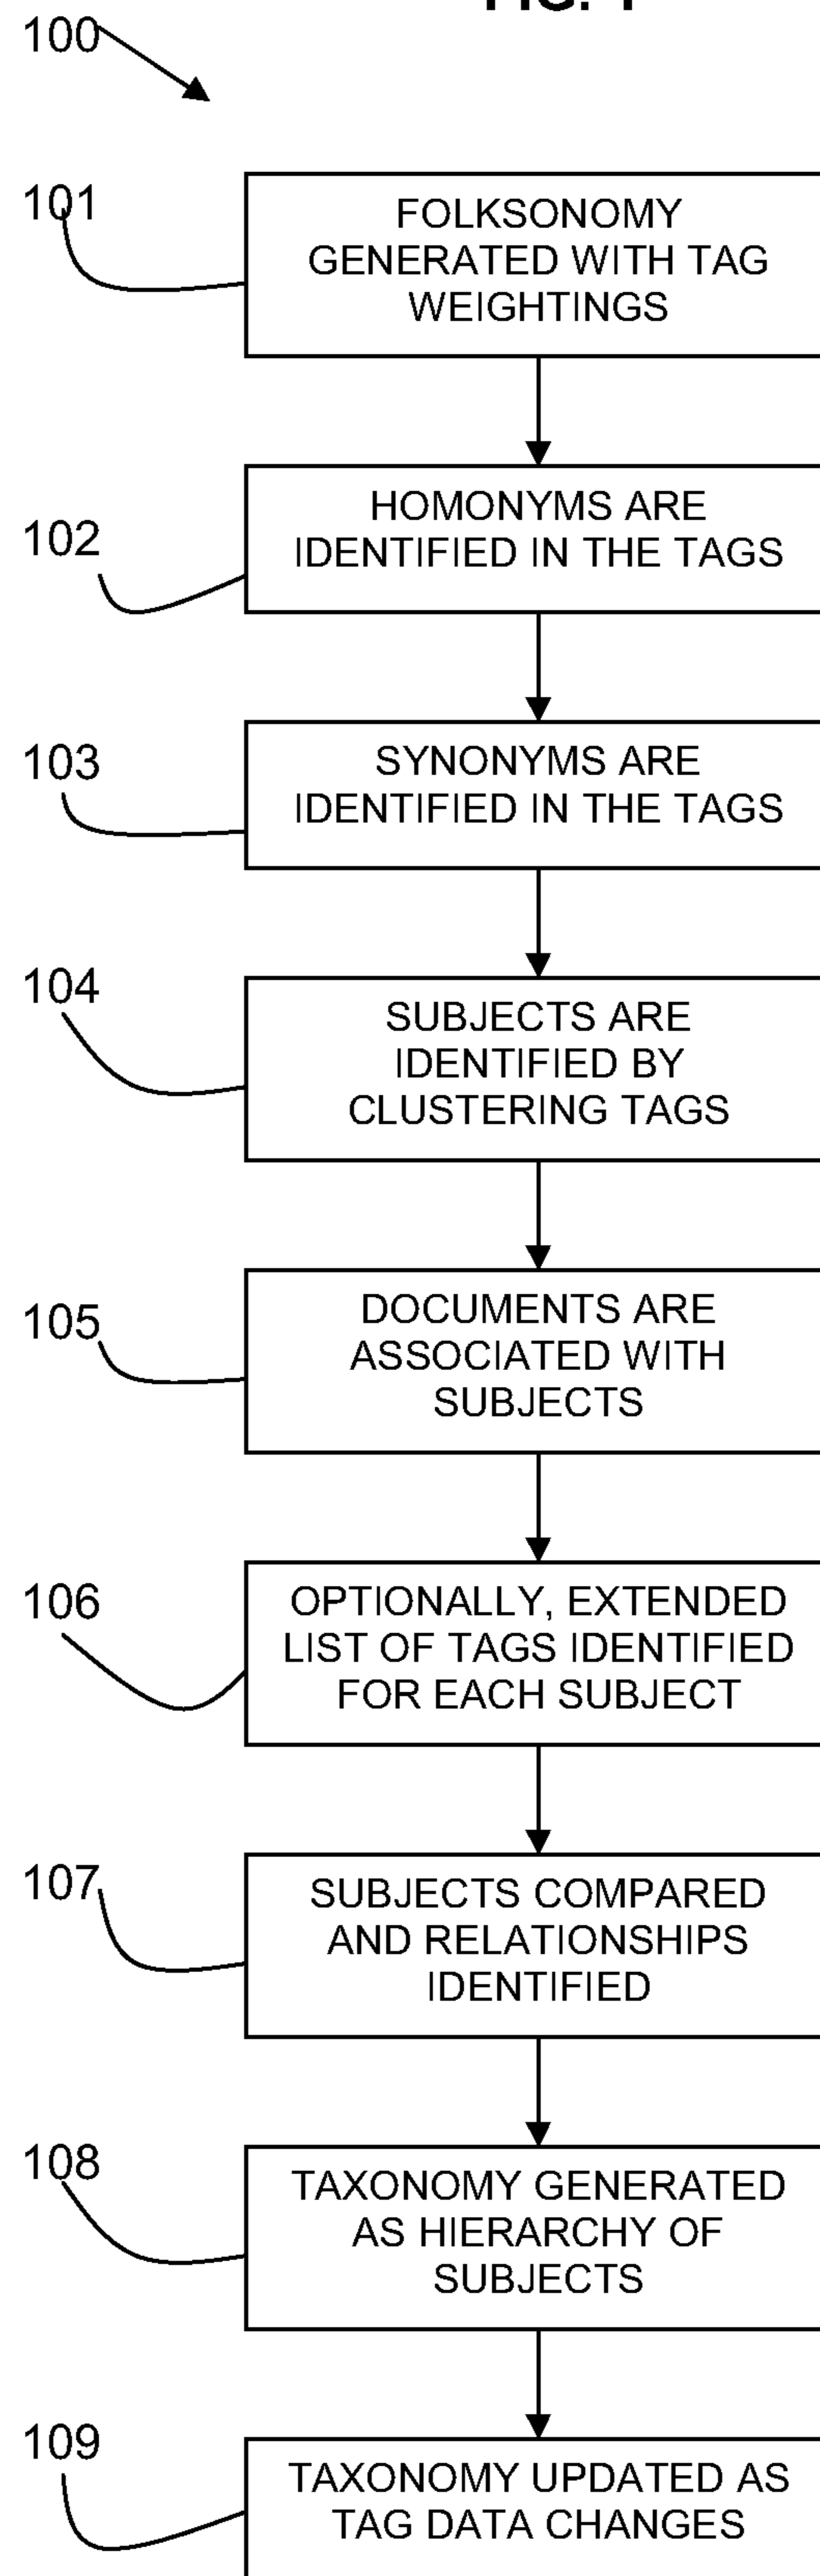 FIG. 1
100
101
FOLKSONOMY
GENERATED WITH TAG
WEIGHTINGS
102
HOMONYMS ARE
IDENTIFIED IN THE TAGS
103
SYNONYMS ARE
IDENTIFIED IN THE TAGS
104
SUBJECTS ARE
IDENTIFIED BY
CLUSTERING TAGS
105
DOCUMENTS ARE
ASSOCIATED WITH
SUBJECTS
106
OPTIONALLY, EXTENDED
LIST OF TAGS IDENTIFIED
FOR EACH SUBJECT
107
SUBJECTS COMPARED
AND RELATIONSHIPS
IDENTIFIED
108
TAXONOMY GENERATED
AS HIERARCHY OF
SUBJECTS
109
TAXONOMY UPDATED AS
TAG DATA CHANGES